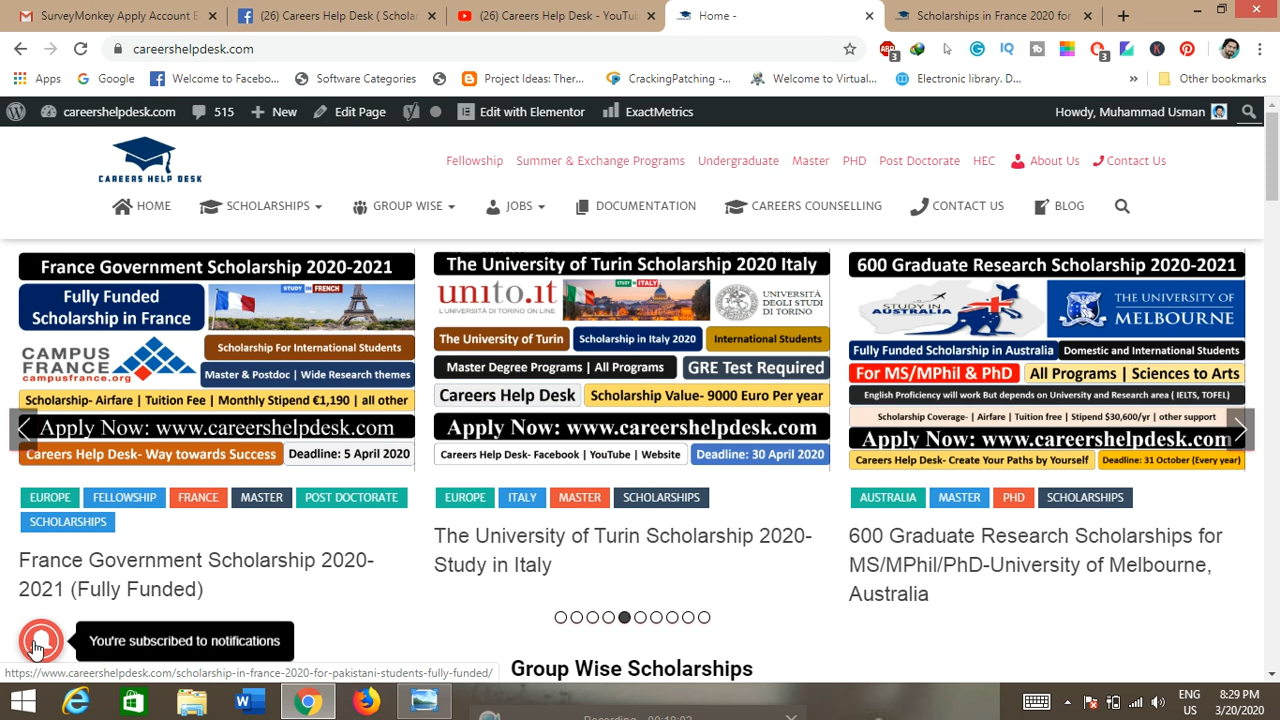 SurveyMonkey Apply Account E
(26) Careers Help Desk ( Scholar
(26) Careers Help Desk - YouTu
Home -
Scholarships in France 2020 for
careershelpdesk.com
3
3
Apps
Google
Welcome to Facebo...
Software Categories
Project Ideas: Ther...
CrackingPatching -...
Welcome to Virtual...
Electronic library. D...
»
Other bookmarks
careershelpdesk.com
515
New
Edit Page
Edit with Elementor
ExactMetrics
Howdy, Muhammad Usman
CAREERS HELP DESK
Fellowship
Summer & Exchange Programs
Undergraduate
Master
PHD
Post Doctorate
HEC
About Us
Contact Us
HOME
SCHOLARSHIPS
GROUP WISE
JOBS
DOCUMENTATION
CAREERS COUNSELLING
CONTACT US
BLOG
France Government Scholarship 2020-2021
Fully Funded
Scholarship in France
STUDY IN FRENCH
CAMPUS
FRANCE
campusfrance.org
Scholarship For International Students
Master & Postdoc | Wide Research themes
Scholarship- Airfare | Tuition Fee | Monthly Stipend €1,190 | all other
Apply Now: www.careershelpdesk.com
Careers Help Desk- Way towards Success
Deadline: 5 April 2020
EUROPE
FELLOWSHIP
FRANCE
MASTER
POST DOCTORATE
SCHOLARSHIPS
France Government Scholarship 2020-
2021 (Fully Funded)
The University of Turin Scholarship 2020 Italy
unito.it
UNIVERSITÀ DI TORINO ON LINE
STUDY IN ITALY
UNIVERSITÀ
DEGLI STUDI
DI TORINO
The University of Turin
Scholarship in Italy 2020
International Students
Master Degree Programs | All Programs
GRE Test Required
Careers Help Desk
Scholarship Value- 9000 Euro Per year
Apply Now: www.careershelpdesk.com
Careers Help Desk- Facebook | YouTube | Website
Deadline: 30 April 2020
EUROPE
ITALY
MASTER
SCHOLARSHIPS
The University of Turin Scholarship 2020-
Study in Italy
600 Graduate Research Scholarship 2020-2021
STUDY IN
AUSTRALIA
THE UNIVERSITY OF
MELBOURNE
Fully Funded Scholarship in Australia
Domestic and International Students
For MS/MPhil & PhD
All Programs | Sciences to Arts
English Proficiency will Work But depends on University and Research area ( IELTS, TOFEL)
Scholarship Coverage- | Airfare | Tuition free | Stipend $30,600/yr | other support
Apply Now: www.careershelpdesk.com
Careers Help Desk- Create Your Paths by Yourself
Deadline: 31 October (Every year)
AUSTRALIA
MASTER
PHD
SCHOLARSHIPS
600 Graduate Research Scholarships for
MS/MPhil/PhD-University of Melbourne,
Australia
You're subscribed to notifications
https://www.careershelpdesk.com/scholarship-in-france-2020-for-pakistani-students-fully-funded/
Group Wise Scholarships
ENG
US
8:29 PM
3/20/2020